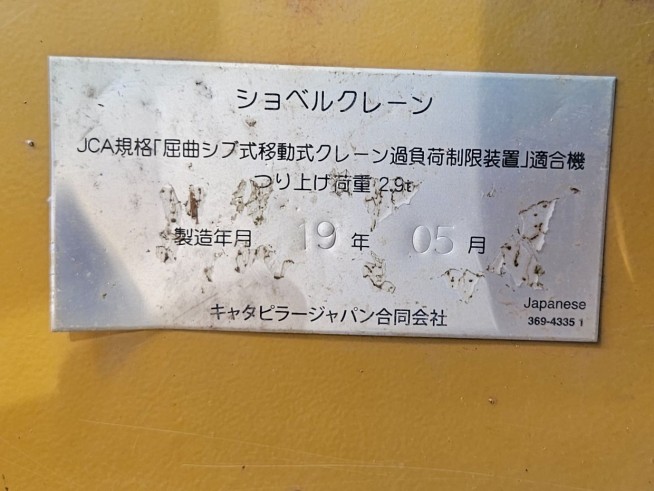 ショベルクレーン
JCA規格「屈曲ジブ式移動式クレーン過負荷制限装置」適合機
つり上げ荷重 2.9t
製造年月 19 年 05 月
キャタピラージャパン合同会社
Japanese
369-4335 1